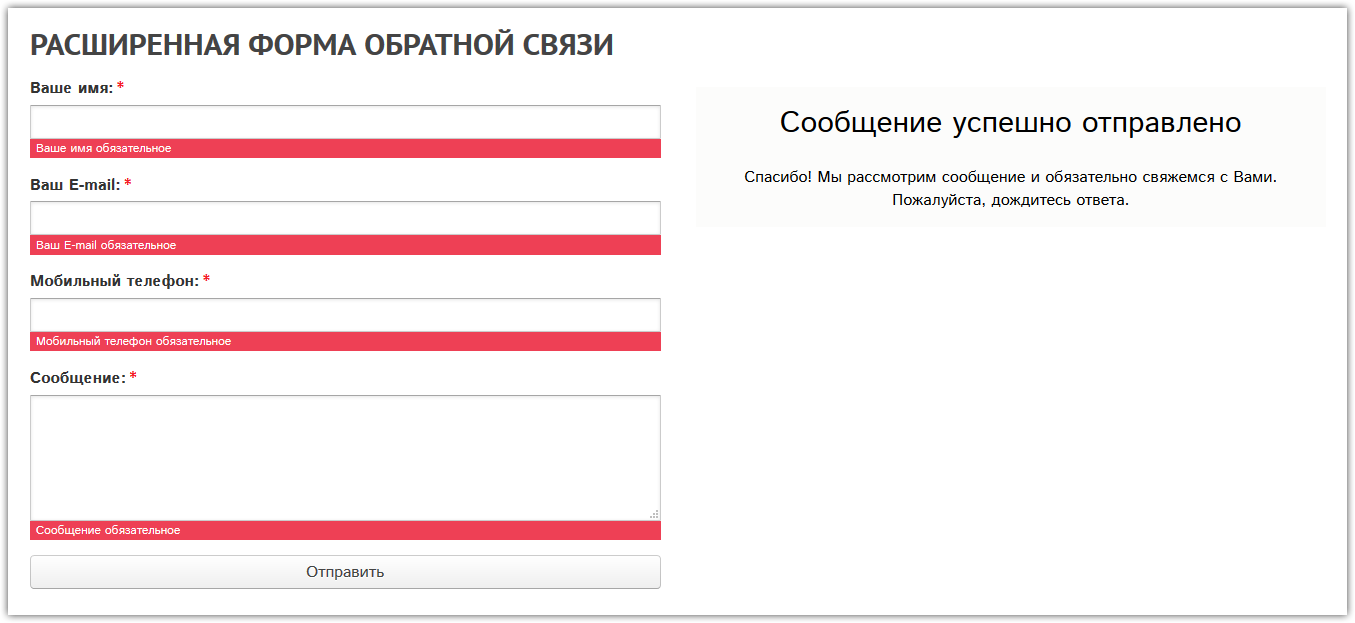 РАСШИРЕННАЯ ФОРМА ОБРАТНОЙ СВЯЗИ
Ваше имя: *
Ваше имя обязательное
Ваш E-mail: *
Ваш E-mail обязательное
Мобильный телефон: *
Мобильный телефон обязательное
Сообщение: *
Сообщение обязательное
Отправить
Сообщение успешно отправлено
Спасибо! Мы рассмотрим сообщение и обязательно свяжемся с Вами.
Пожалуйста, дождитесь ответа.